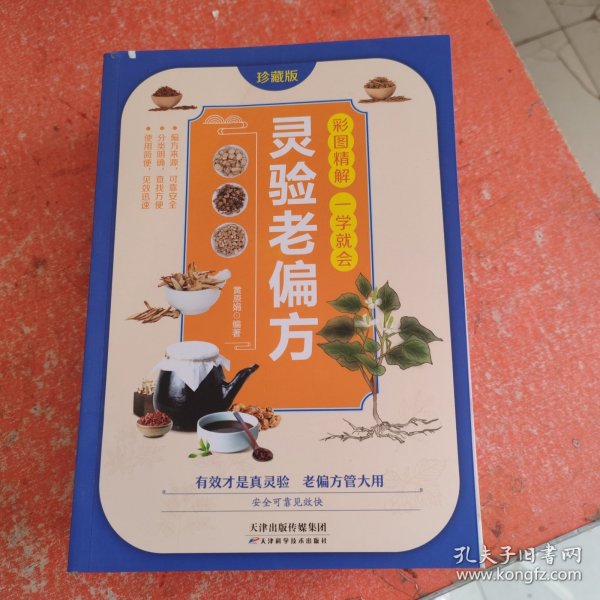 珍藏版
彩图精解 一学就会
灵验老偏方
黄原娟◎编著
●偏方来源，可靠安全
●分类明确，查找方便
●使用简便，见效迅速
有效才是真灵验 老偏方管大用
安全可靠见效快
天津出版传媒集团
天津科学技术出版社
孔夫子旧书网
www.kongfz.com